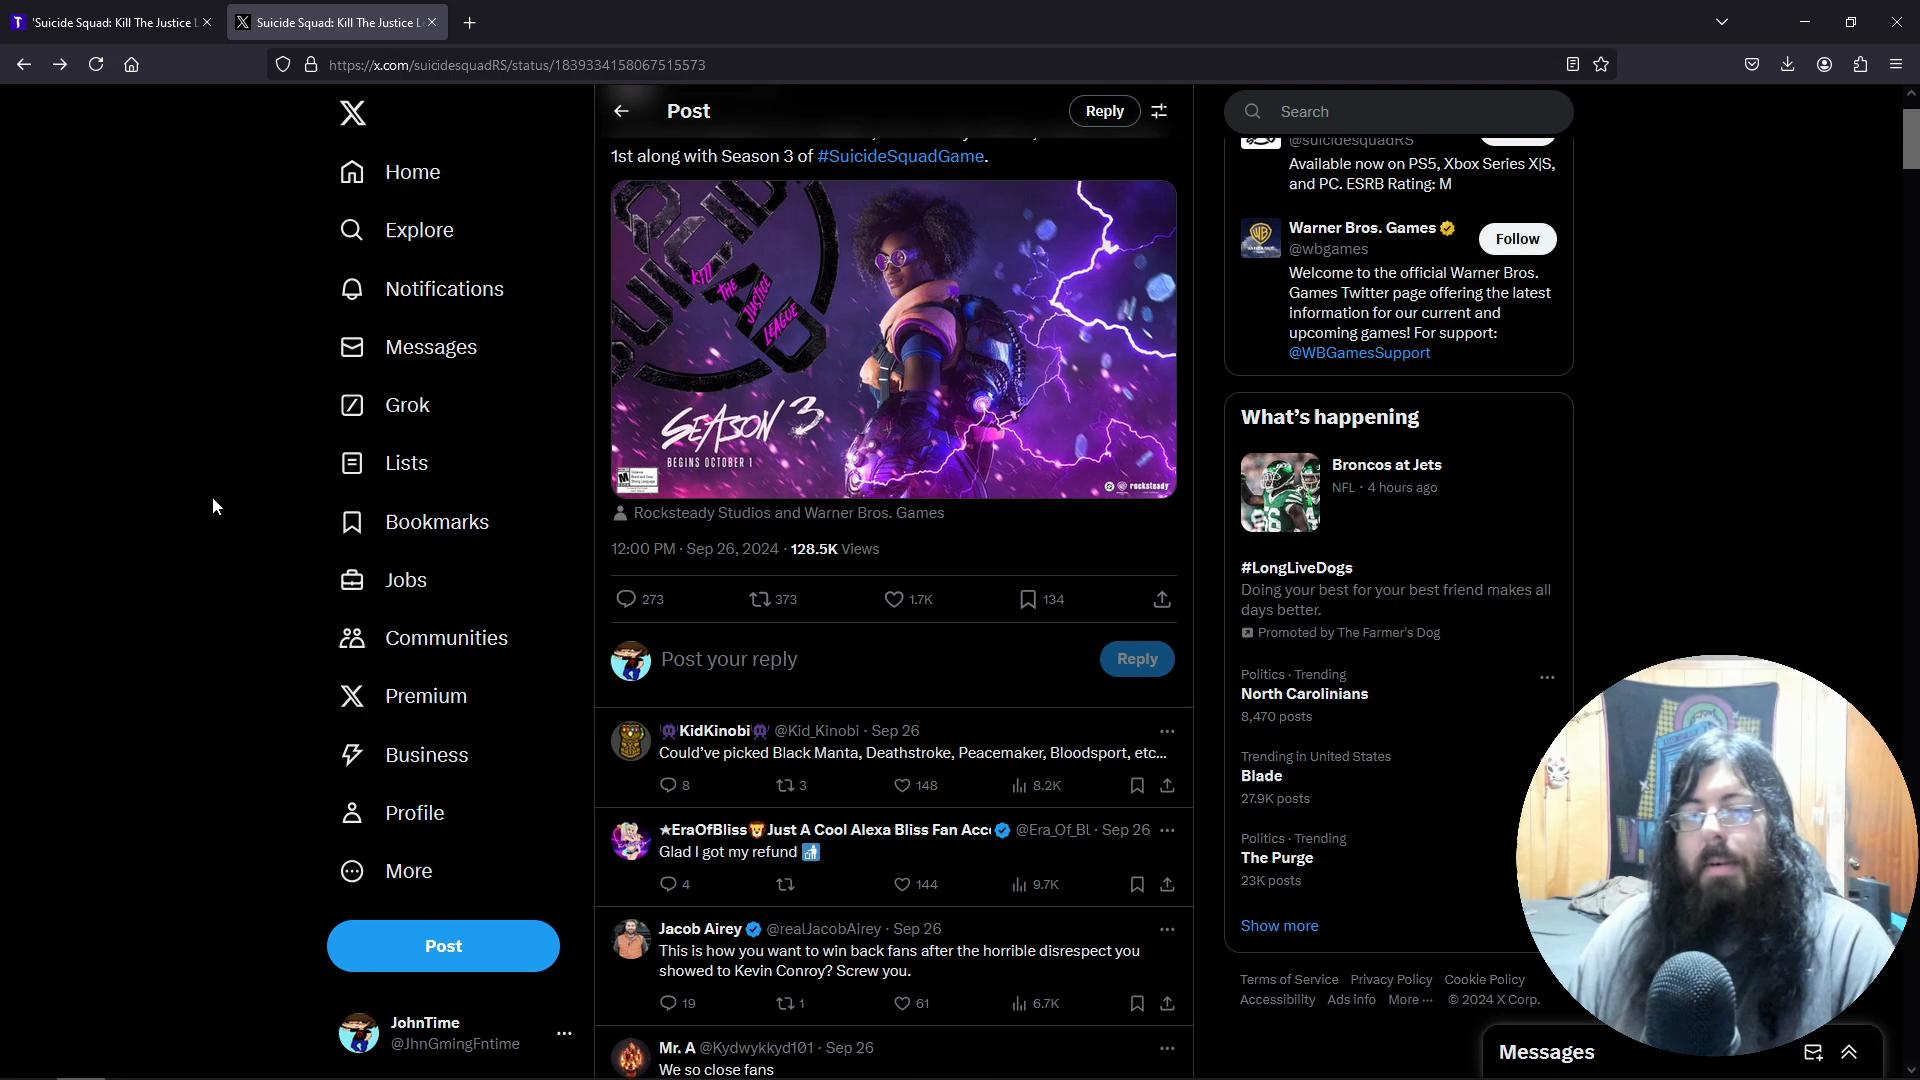 'Suicide Squad: Kill The Justice L
Suicide Squad: Kill The Justice L
https://x.com/suicidesquadRS/status/1839334158067515573
Post
Reply
Search
Home
Explore
Notifications
Messages
Grok
Lists
Bookmarks
Jobs
Communities
Premium
Business
Profile
More
Post
JohnTime
@JhnGmingFntime
1st along with Season 3 of #SuicideSquadGame.
KILL
THE
JUSTICE
LEAGUE
SEASON 3
BEGINS OCTOBER 1
rocksteady
Rocksteady Studios and Warner Bros. Games
12:00 PM · Sep 26, 2024 · 128.5K Views
273
373
1.7K
134
Post your reply
Reply
KidKinobi @Kid_Kinobi · Sep 26
Could've picked Black Manta, Deathstroke, Peacemaker, Bloodsport, etc...
8
3
148
8.2K
★EraOfBliss Just A Cool Alexa Bliss Fan Acc @Era_Of_Bl · Sep 26
Glad I got my refund
4
144
9.7K
Jacob Airey @realJacobAirey · Sep 26
This is how you want to win back fans after the horrible disrespect you
showed to Kevin Conroy? Screw you.
19
1
61
6.7K
Mr. A @Kydwykkyd101 · Sep 26
We so close fans
@suicidesquadRS
Available now on PS5, Xbox Series X|S,
and PC. ESRB Rating: M
Warner Bros. Games
@wbgames
Follow
Welcome to the official Warner Bros.
Games Twitter page offering the latest
information for our current and
upcoming games! For support:
@WBGamesSupport
What's happening
Broncos at Jets
NFL · 4 hours ago
#LongLiveDogs
Doing your best for your best friend makes all
days better.
Promoted by The Farmer's Dog
Politics · Trending
North Carolinians
8,470 posts
Trending in United States
Blade
27.9K posts
Politics · Trending
The Purge
23K posts
Show more
Terms of Service Privacy Policy Cookie Policy
Accessibility Ads info More ··· © 2024 X Corp.
Messages